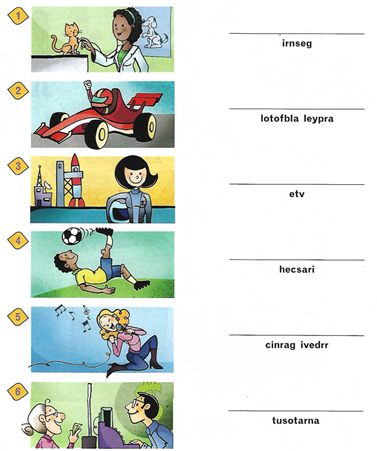 1
irnseg
2
lotofbla leypra
3
etv
4
hecsari
5
cinrag ivedrr
6
tusotarna